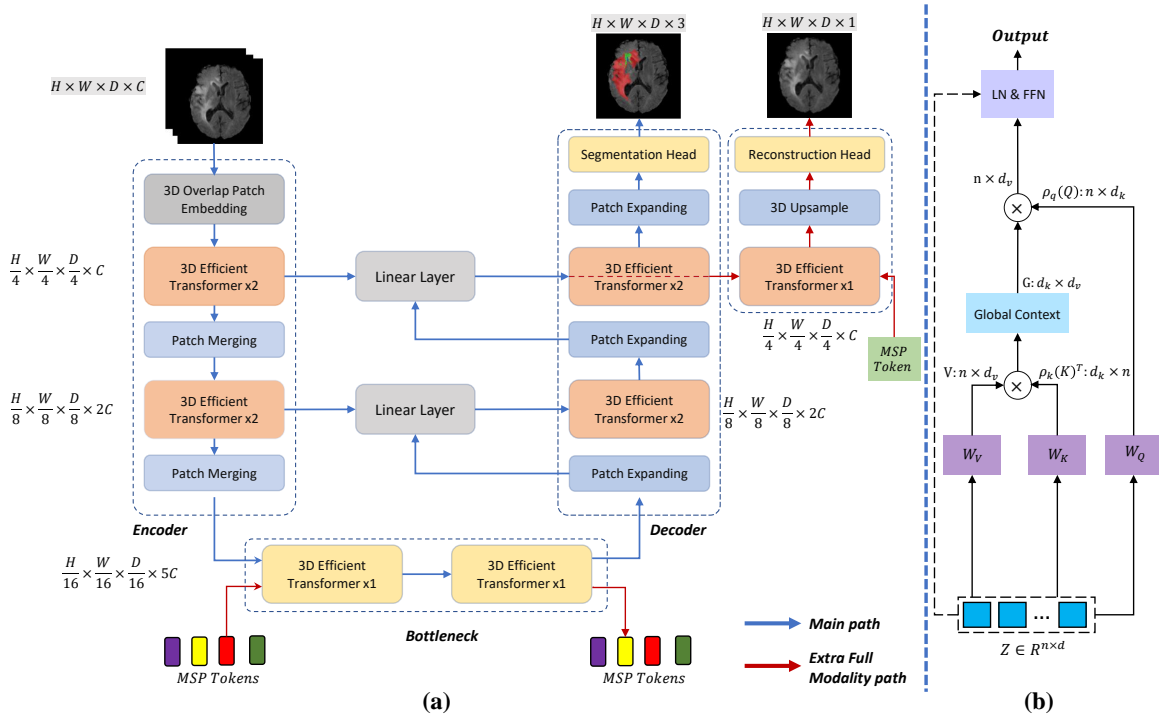 H × W × D × C
3D Overlap Patch
Embedding
H/4 × W/4 × D/4 × C
3D Efficient
Transformer x2
Patch Merging
H/8 × W/8 × D/8 × 2C
3D Efficient
Transformer x2
Patch Merging
Encoder
H/16 × W/16 × D/16 × 5C
3D Efficient
Transformer x1
3D Efficient
Transformer x1
Bottleneck
MSP Tokens
MSP Tokens
Linear Layer
Linear Layer
H × W × D × 3
Segmentation Head
Patch Expanding
3D Efficient
Transformer x2
Patch Expanding
3D Efficient
Transformer x2
H/8 × W/8 × D/8 × 2C
Patch Expanding
Decoder
H × W × D × 1
Reconstruction Head
3D Upsample
3D Efficient
Transformer x1
H/4 × W/4 × D/4 × C
MSP
Token
Main path
Extra Full
Modality path
(a)
Output
LN & FFN
n × d_v
ρ_q(Q): n × d_k
×
G: d_k × d_v
Global Context
V: n × d_v
ρ_k(K)^T: d_k × n
×
W_V
W_K
W_Q
...
Z ∈ R^{n×d}
(b)